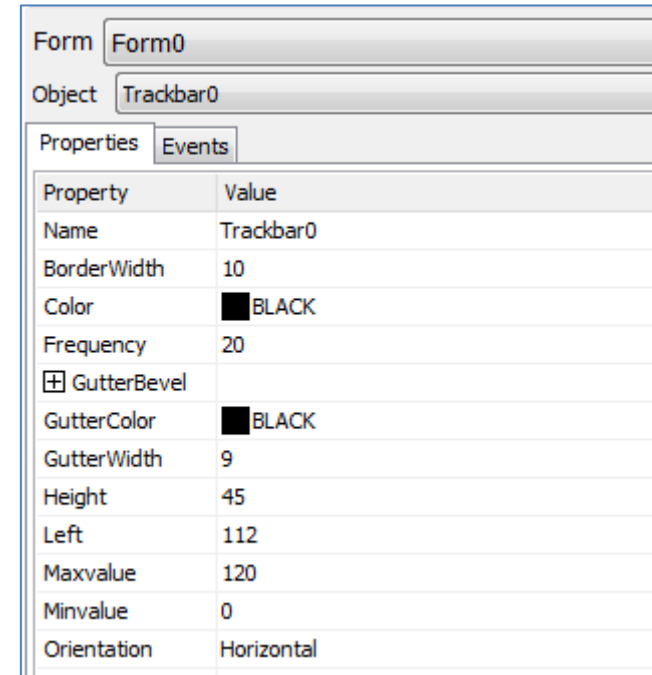 Form Form0
Object Trackbar0
Properties Events
Property Value
Name Trackbar0
BorderWidth 10
Color BLACK
Frequency 20
GutterBevel
GutterColor BLACK
GutterWidth 9
Height 45
Left 112
Maxvalue 120
Minvalue 0
Orientation Horizontal